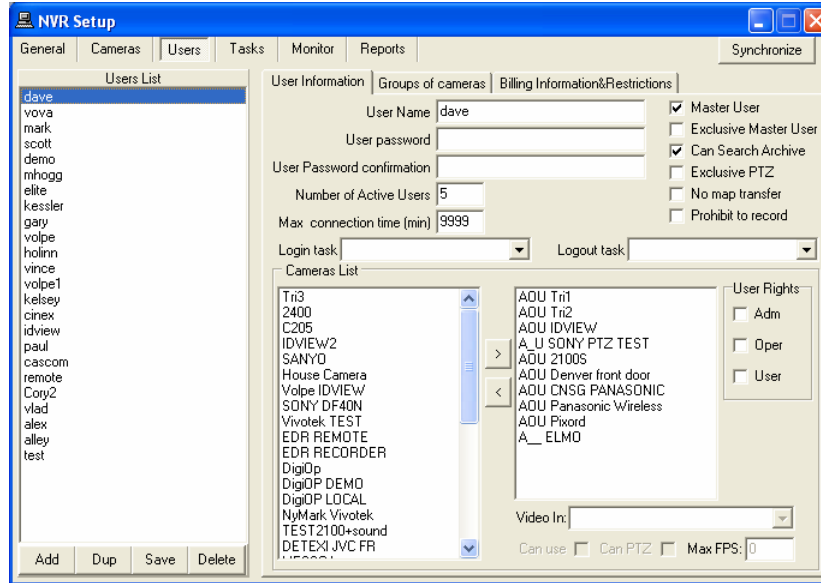 NVR Setup
General Cameras Users Tasks Monitor Reports Synchronize
Users List
dave
vova
mark
scott
demo
mhogg
elite
kessler
gary
volpe
holinn
vince
volpe1
kelsey
cinex
idview
paul
cascom
remote
Cory2
vlad
alex
alley
test
Add Dup Save Delete
User Information Groups of cameras Billing Information&Restrictions
User Name dave
User password
User Password confirmation
Number of Active Users 5
Max connection time (min) 9999
Master User
Exclusive Master User
Can Search Archive
Exclusive PTZ
No map transfer
Prohibit to record
Login task Logout task
Cameras List
Tri3
2400
C205
IDVIEW2
SANYO
House Camera
Volpe IDVIEW
SONY DF40N
Vivotek TEST
EDR REMOTE
EDR RECORDER
DigiOp
DigiOP DEMO
DigiOP LOCAL
NyMark Vivotek
TEST2100+sound
DETEXI JVC FR
>
<
AOU Tri1
AOU Tri2
AOU IDVIEW
A_U SONY PTZ TEST
AOU 2100S
AOU Denver front door
AOU CNSG PANASONIC
AOU Panasonic Wireless
AOU Pixord
A__ ELMO
User Rights
Adm
Oper
User
Video In:
Can use Can PTZ Max FPS: 0